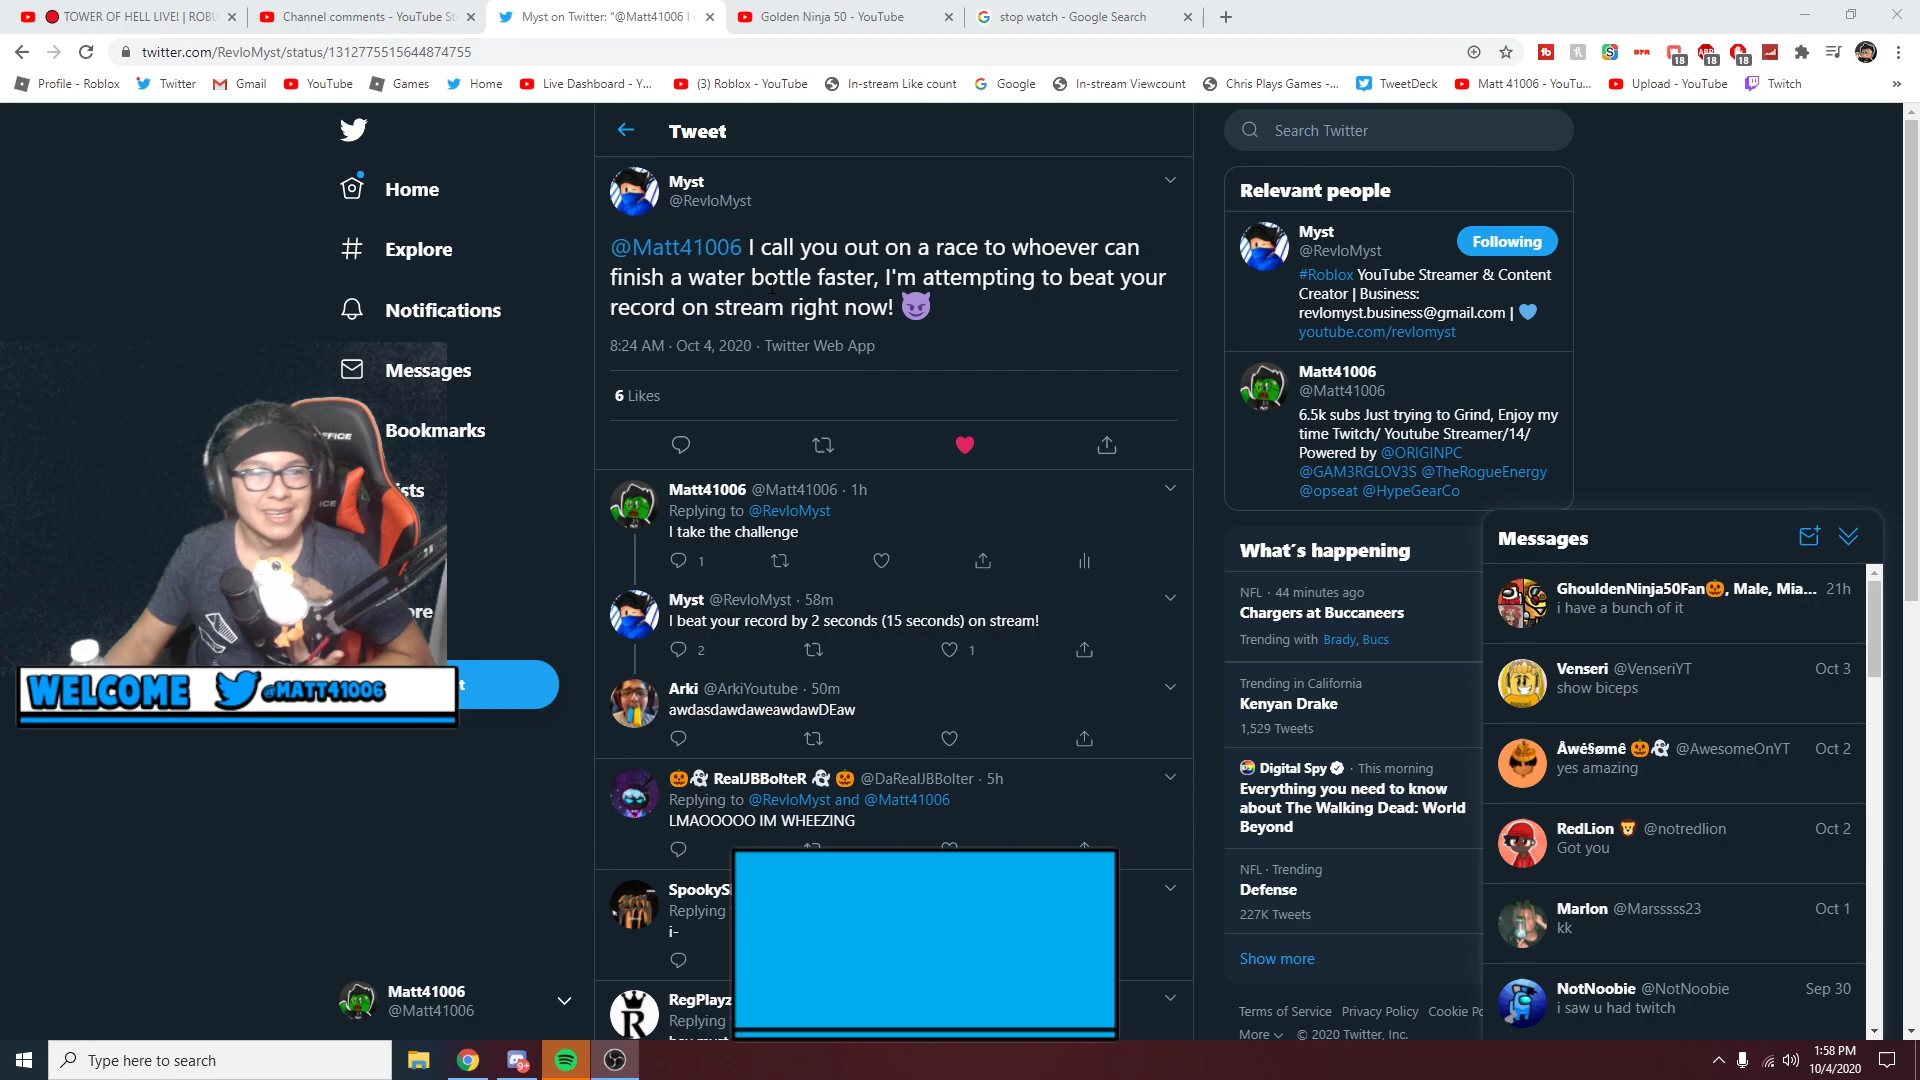 TOWER OF HELL LIVE! | ROBU
Channel comments - YouTube St
Myst on Twitter: "@Matt41006 I c
Golden Ninja 50 - YouTube
stop watch - Google Search
twitter.com/RevloMyst/status/1312775515644874755
18
18
18
Profile - Roblox
Twitter
Gmail
YouTube
Games
Home
Live Dashboard - Y...
(3) Roblox - YouTube
In-stream Like count
Google
In-stream Viewcount
Chris Plays Games -...
TweetDeck
Matt 41006 - YouTu...
Upload - YouTube
Twitch
Home
Explore
Notifications
Messages
Bookmarks
ists
ore
t
WELCOME @MATT41006
Matt41006
@Matt41006
Tweet
Myst
@RevloMyst
@Matt41006 I call you out on a race to whoever can
finish a water bottle faster, I'm attempting to beat your
record on stream right now! 😈
8:24 AM · Oct 4, 2020 · Twitter Web App
6 Likes
Matt41006 @Matt41006 · 1h
Replying to @RevloMyst
I take the challenge
1
Myst @RevloMyst · 58m
I beat your record by 2 seconds (15 seconds) on stream!
2 1
Arki @ArkiYoutube · 50m
awdasdawdaweawdawDEaw
🎃👻 RealJBBolteR 👻 🎃 @DaRealJBBolter · 5h
Replying to @RevloMyst and @Matt41006
LMAOOOOO IM WHEEZING
SpookyS
Replying
i-
RegPlayz
Replying
Search Twitter
Relevant people
Myst
@RevloMyst
Following
#Roblox YouTube Streamer & Content
Creator | Business:
revlomyst.business@gmail.com | 💙
youtube.com/revlomyst
Matt41006
@Matt41006
6.5k subs Just trying to Grind, Enjoy my
time Twitch/ Youtube Streamer/14/
Powered by @ORIGINPC
@GAM3RGLOV3S @TheRogueEnergy
@opseat @HypeGearCo
What's happening
NFL · 44 minutes ago
Chargers at Buccaneers
Trending with Brady, Bucs
Trending in California
Kenyan Drake
1,529 Tweets
Digital Spy · This morning
Everything you need to know
about The Walking Dead: World
Beyond
NFL · Trending
Defense
227K Tweets
Show more
Terms of Service Privacy Policy Cookie Po
More © 2020 Twitter, Inc.
Messages
GhouldenNinja50Fan🎃, Male, Mia... 21h
i have a bunch of it
Venseri @VenseriYT Oct 3
show biceps
Åwė§ømê 🎃👻 @AwesomeOnYT Oct 2
yes amazing
RedLion 🦁 @notredlion Oct 2
Got you
Marlon @Marsssss23 Oct 1
kk
NotNoobie @NotNoobie Sep 30
i saw u had twitch
Type here to search
9+
1:58 PM
10/4/2020